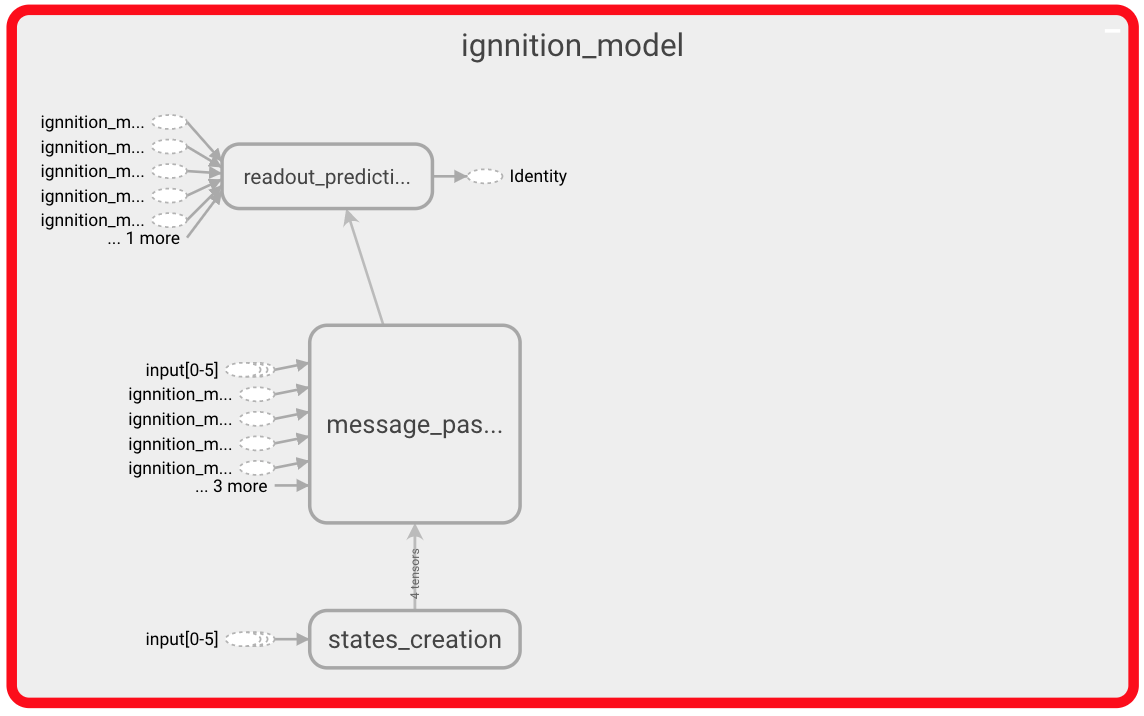 ignnition_model
ignnition_m...
ignnition_m...
ignnition_m...
ignnition_m...
ignnition_m...
... 1 more
readout_predicti...
Identity
input[0-5]
ignnition_m...
ignnition_m...
ignnition_m...
ignnition_m...
... 3 more
message_pas...
4 tensors
input[0-5]
states_creation